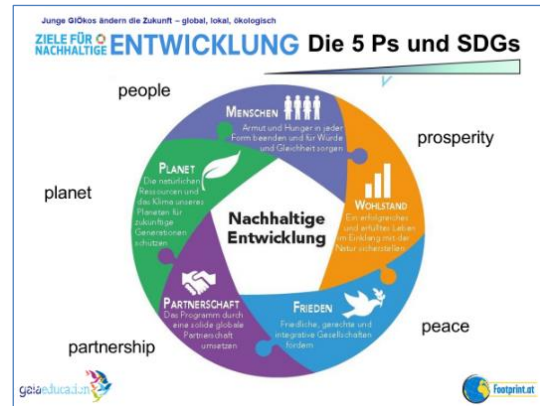 Junge GlÖkos ändern die Zukunft – global, lokal, ökologisch
ZIELE FÜR NACHHALTIGE ENTWICKLUNG Die 5 Ps und SDGs
people
MENSCHEN
Armut und Hunger in jeder
Form beenden und für Würde
und Gleichheit sorgen
prosperity
WOHLSTAND
Ein erfolgreiches
und erfülltes Leben
im Einklang mit der
Natur sicherstellen
planet
PLANET
Die natürlichen
Ressourcen und
das Klima unseres
Planeten für
zukünftige
Generationen
schützen
Nachhaltige
Entwicklung
PARTNERSCHAFT
Das Programm durch
eine solide globale
Partnerschaft
umsetzen
partnership
FRIEDEN
Friedliche, gerechte und
integrative Gesellschaften
fördern
peace
gaiaeducation
Footprint.at